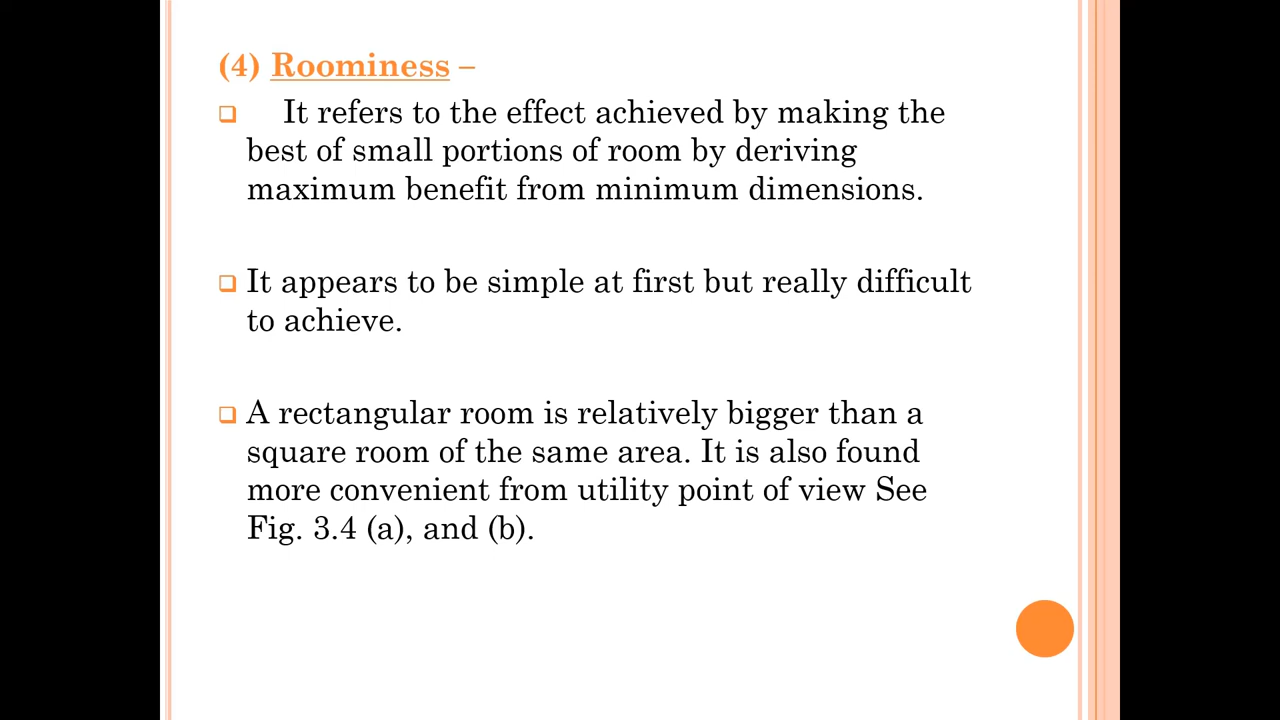 (4) Roominess –
It refers to the effect achieved by making the
best of small portions of room by deriving
maximum benefit from minimum dimensions.
It appears to be simple at first but really difficult
to achieve.
A rectangular room is relatively bigger than a
square room of the same area. It is also found
more convenient from utility point of view See
Fig. 3.4 (a), and (b).